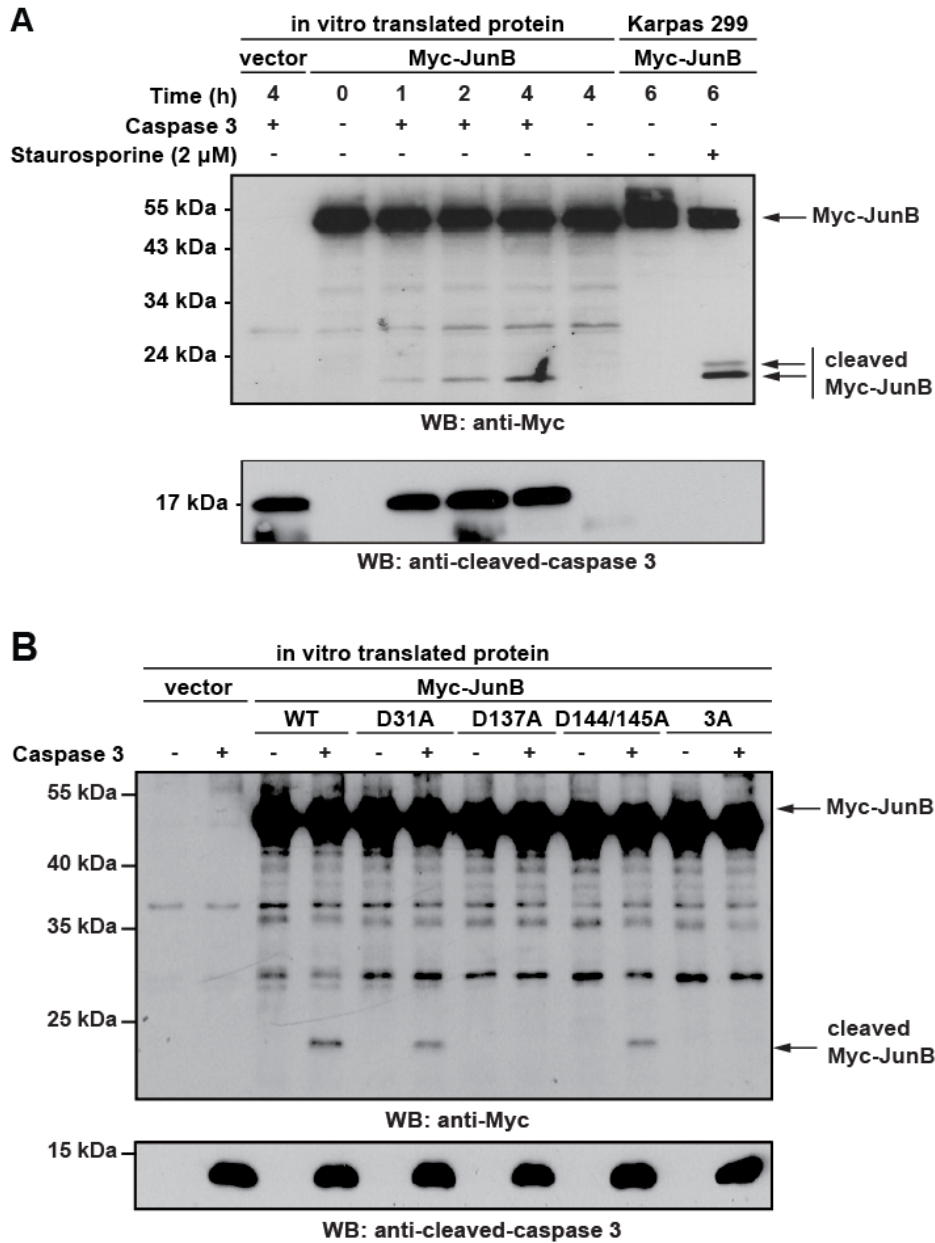 A
in vitro translated protein Karpas 299
vector Myc-JunB Myc-JunB
Time (h) 4 0 1 2 4 4 6 6
Caspase 3 + - + + + - - -
Staurosporine (2 µM) - - - - - - - +
55 kDa
Myc-JunB
43 kDa
34 kDa
24 kDa
cleaved
Myc-JunB
WB: anti-Myc
17 kDa
WB: anti-cleaved-caspase 3
B
in vitro translated protein
vector Myc-JunB
WT D31A D137A D144/145A 3A
Caspase 3 - + - + - + - + - + - +
55 kDa
Myc-JunB
40 kDa
35 kDa
25 kDa
cleaved
Myc-JunB
WB: anti-Myc
15 kDa
WB: anti-cleaved-caspase 3